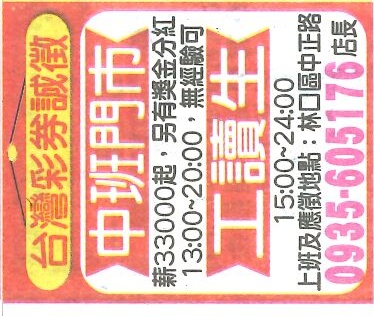 台灣彩券誠徵
中班門市
薪33000起，另有獎金分紅
13:00~20:00，無經驗可
工讀生
15:00~24:00
上班及應徵地點：林口區中正路
0935-605176店長